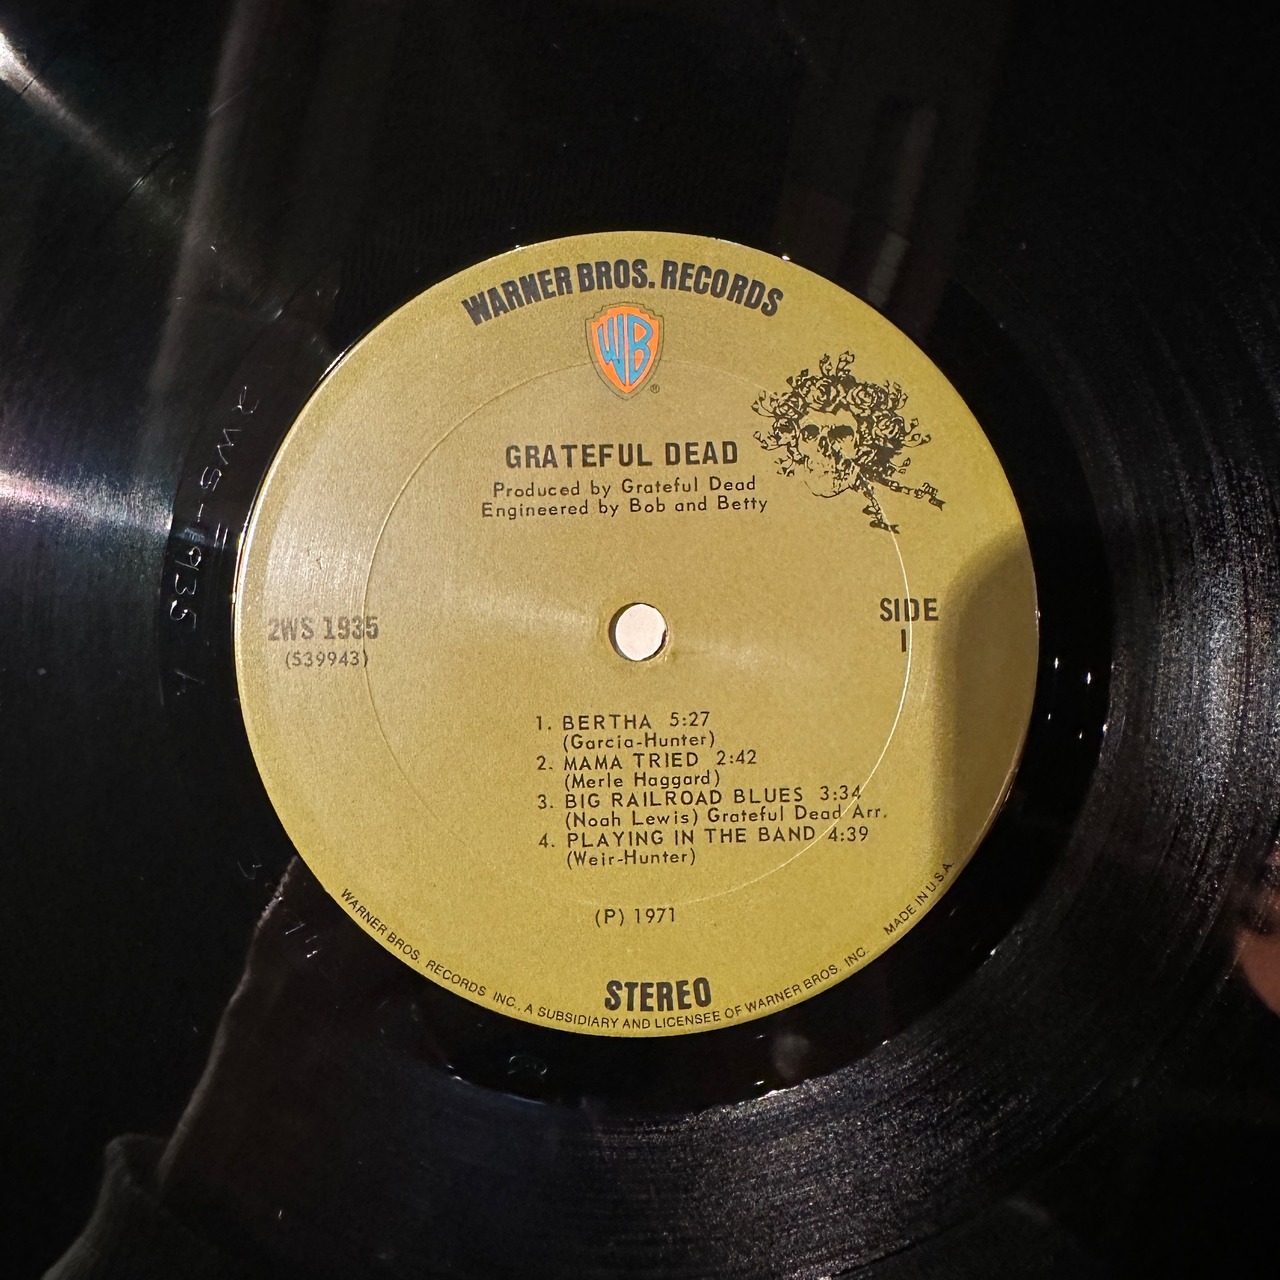 WARNER BROS. RECORDS
WB
®
GRATEFUL DEAD
Produced by Grateful Dead
Engineered by Bob and Betty
2WS 1935
(S39943)
SIDE
1
1. BERTHA 5:27
(Garcia-Hunter)
2. MAMA TRIED 2:42
(Merle Haggard)
3. BIG RAILROAD BLUES 3:34
(Noah Lewis) Grateful Dead Arr.
4. PLAYING IN THE BAND 4:39
(Weir-Hunter)
(P) 1971
STEREO
WARNER BROS. RECORDS INC., A SUBSIDIARY AND LICENSEE OF WARNER BROS. INC. MADE IN U.S.A.